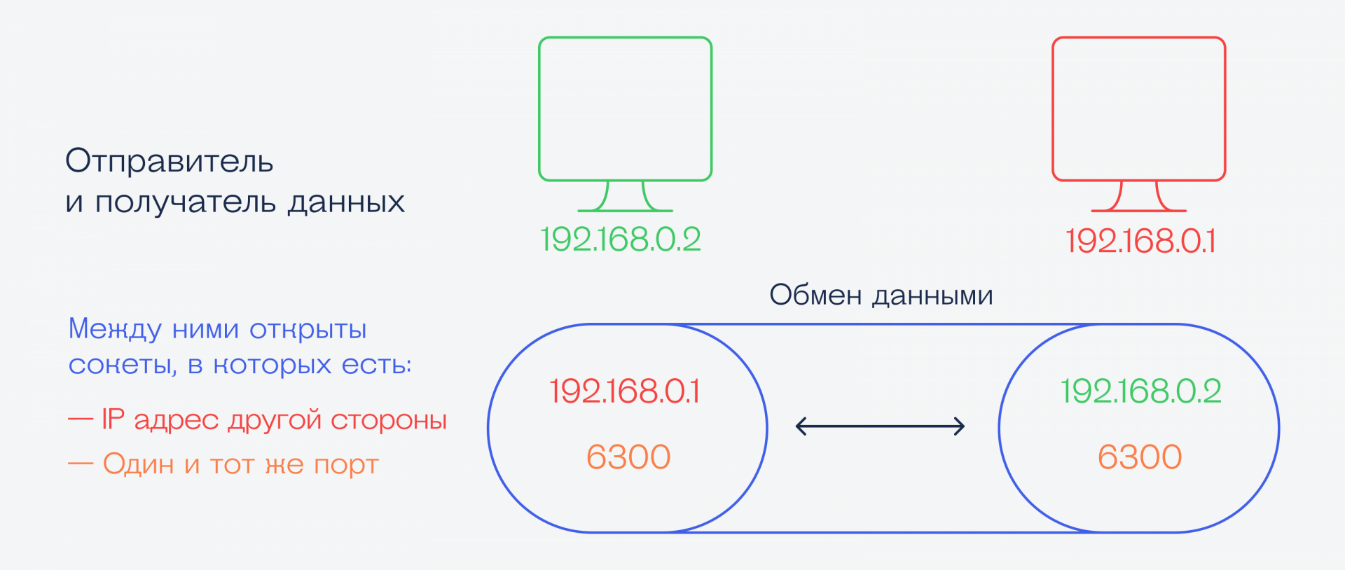 Отправитель
и получатель данных
192.168.0.2
192.168.0.1
Обмен данными
Между ними открыты
сокеты, в которых есть:
— IP адрес другой стороны
— Один и тот же порт
192.168.0.1
6300
192.168.0.2
6300